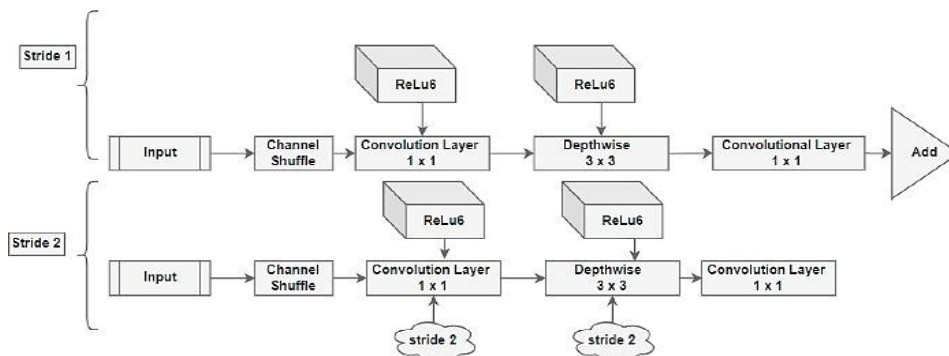 Stride 1
ReLu6
ReLu6
Input
Channel
Shuffle
Convolution Layer
1 x 1
Depthwise
3 x 3
Convolutional Layer
1 x 1
Add
Stride 2
ReLu6
ReLu6
Input
Channel
Shuffle
Convolution Layer
1 x 1
Depthwise
3 x 3
Convolution Layer
1 x 1
stride 2
stride 2